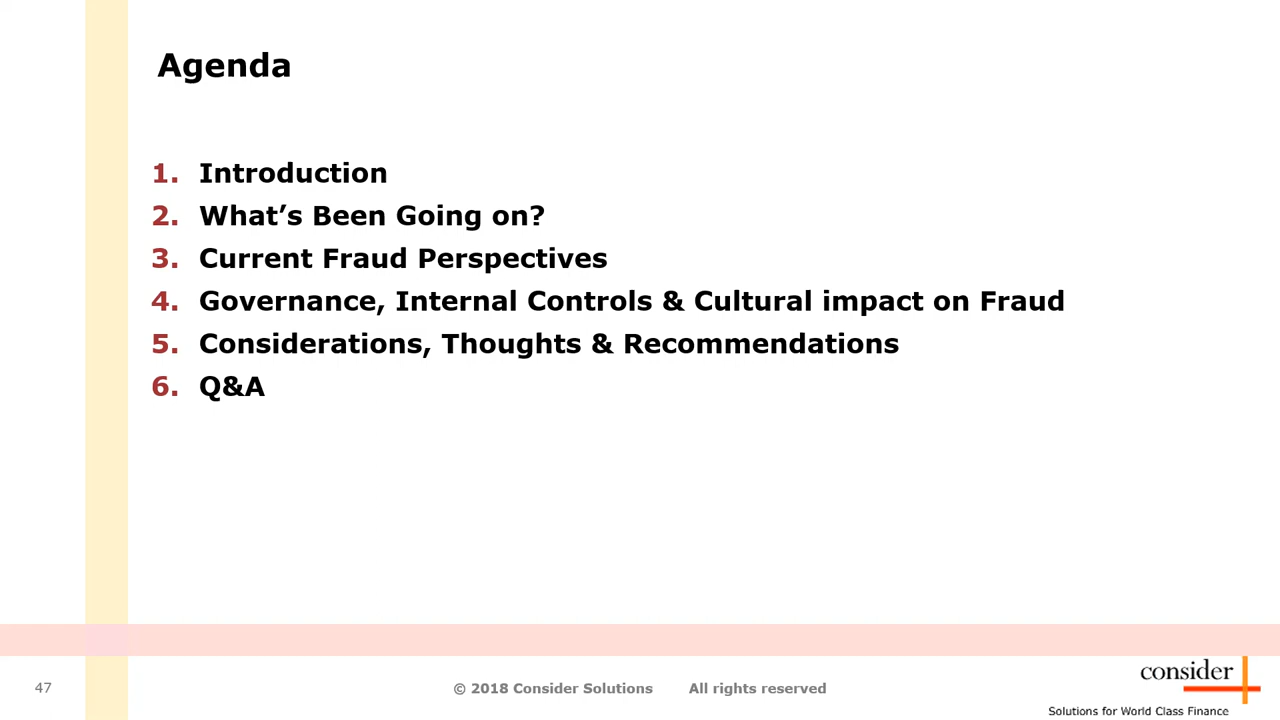 Agenda
1. Introduction
2. What’s Been Going on?
3. Current Fraud Perspectives
4. Governance, Internal Controls & Cultural impact on Fraud
5. Considerations, Thoughts & Recommendations
6. Q&A
47
© 2018 Consider Solutions All rights reserved
consider
Solutions for World Class Finance